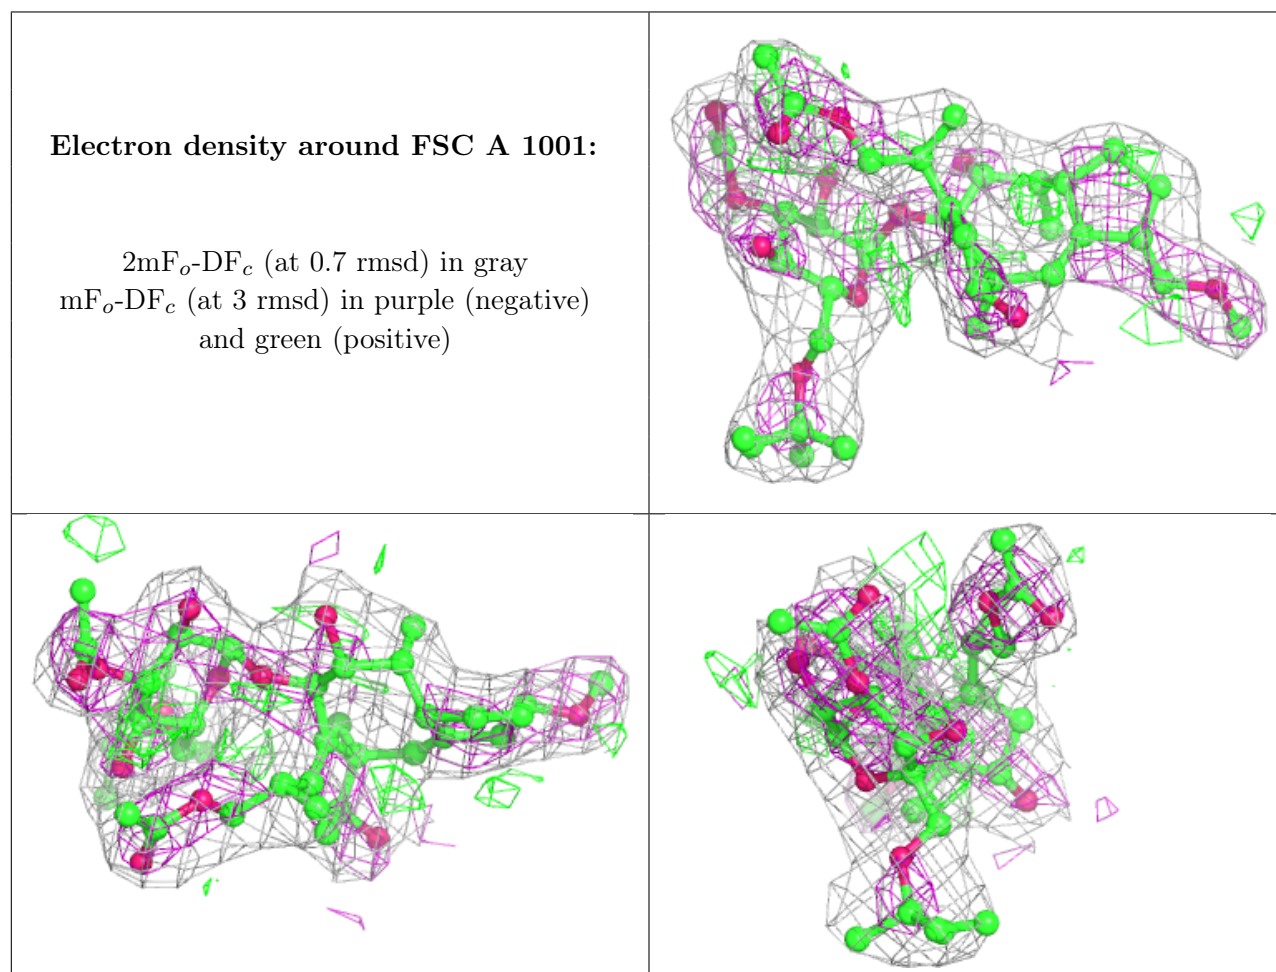 Electron density around FSC A 1001:
2mFo-DFc (at 0.7 rmsd) in gray
mFo-DFc (at 3 rmsd) in purple (negative)
and green (positive)